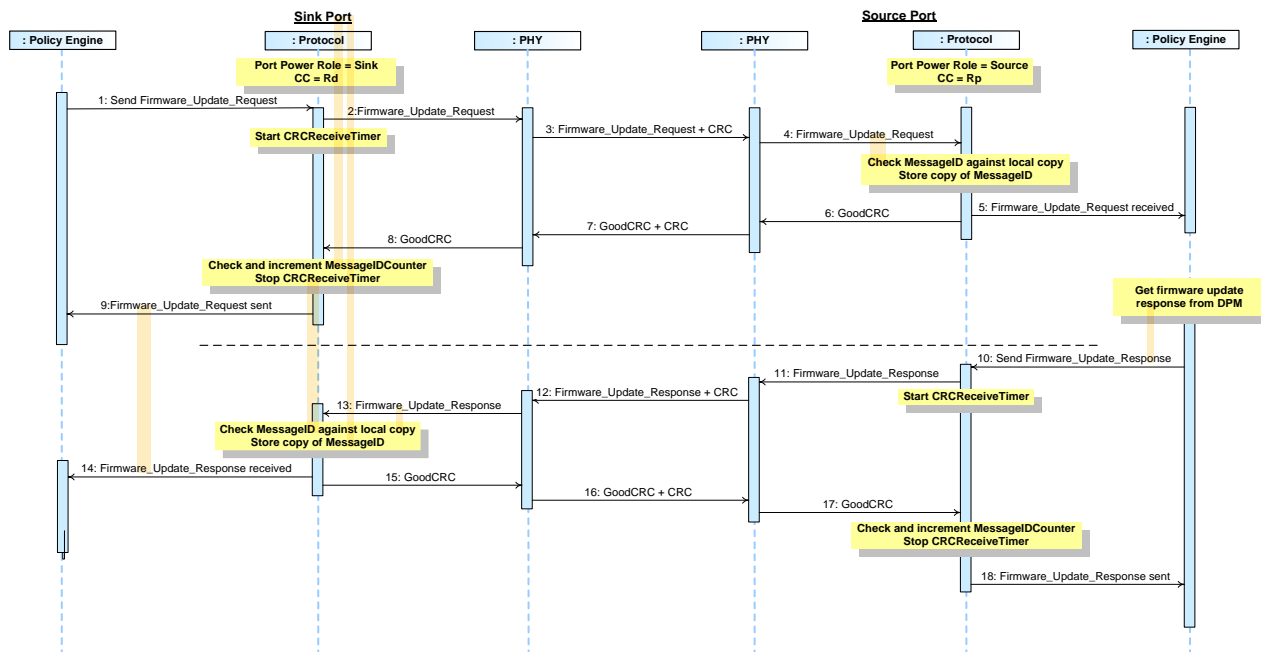 Sink Port
Source Port
: Policy Engine
: Protocol
: PHY
: PHY
: Protocol
: Policy Engine
Port Power Role = Sink
CC = Rd
Port Power Role = Source
CC = Rp
1: Send Firmware_Update_Request
2:Firmware_Update_Request
Start CRCReceiveTimer
3: Firmware_Update_Request + CRC
4: Firmware_Update_Request
Check MessageID against local copy
Store copy of MessageID
5: Firmware_Update_Request received
6: GoodCRC
7: GoodCRC + CRC
8: GoodCRC
Check and increment MessageIDCounter
Stop CRCReceiveTimer
9:Firmware_Update_Request sent
Get firmware update
response from DPM
10: Send Firmware_Update_Response
11: Firmware_Update_Response
Start CRCReceiveTimer
12: Firmware_Update_Response + CRC
13: Firmware_Update_Response
Check MessageID against local copy
Store copy of MessageID
14: Firmware_Update_Response received
15: GoodCRC
16: GoodCRC + CRC
17: GoodCRC
Check and increment MessageIDCounter
Stop CRCReceiveTimer
18: Firmware_Update_Response sent